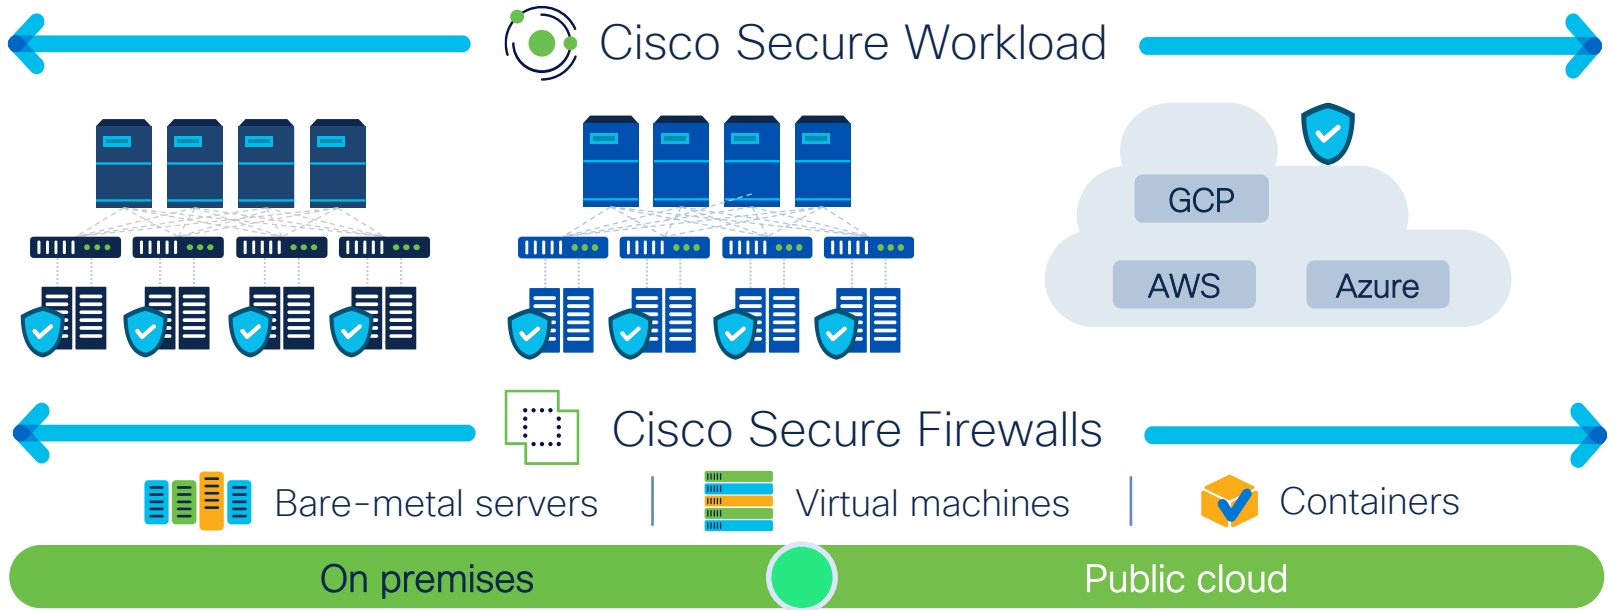 Cisco Secure Workload
GCP
AWS
Azure
Cisco Secure Firewalls
Bare-metal servers
Virtual machines
Containers
On premises
Public cloud